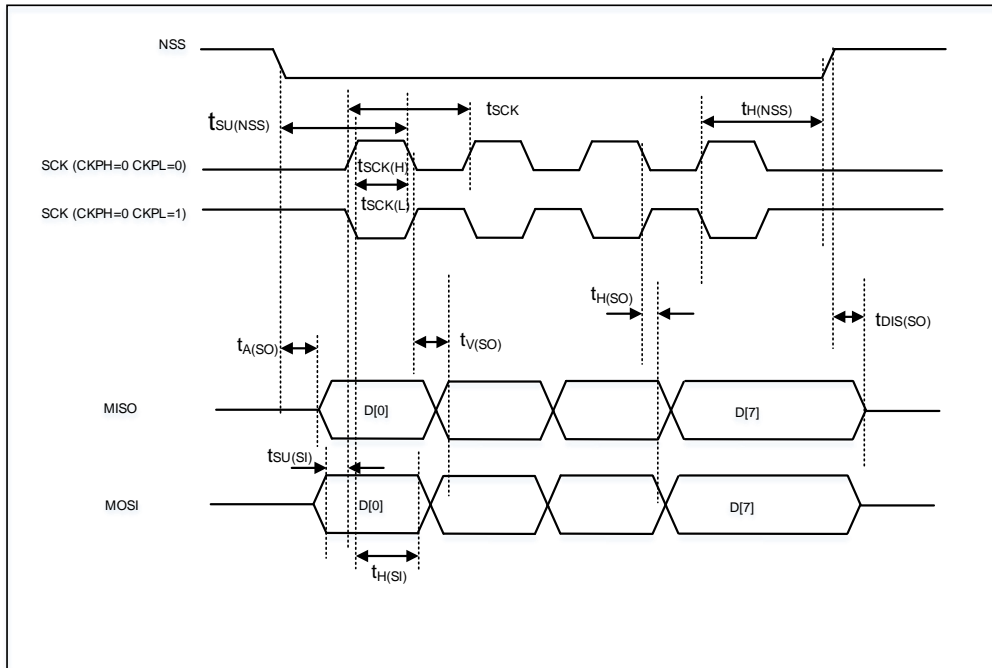 NSS
tSCK
tH(NSS)
tSU(NSS)
SCK (CKPH=0 CKPL=0)
tSCK(H)
tSCK(L)
SCK (CKPH=0 CKPL=1)
tH(SO)
tDIS(SO)
tA(SO)
tV(SO)
MISO
D[0]
D[7]
tSU(SI)
MOSI
D[0]
D[7]
tH(SI)